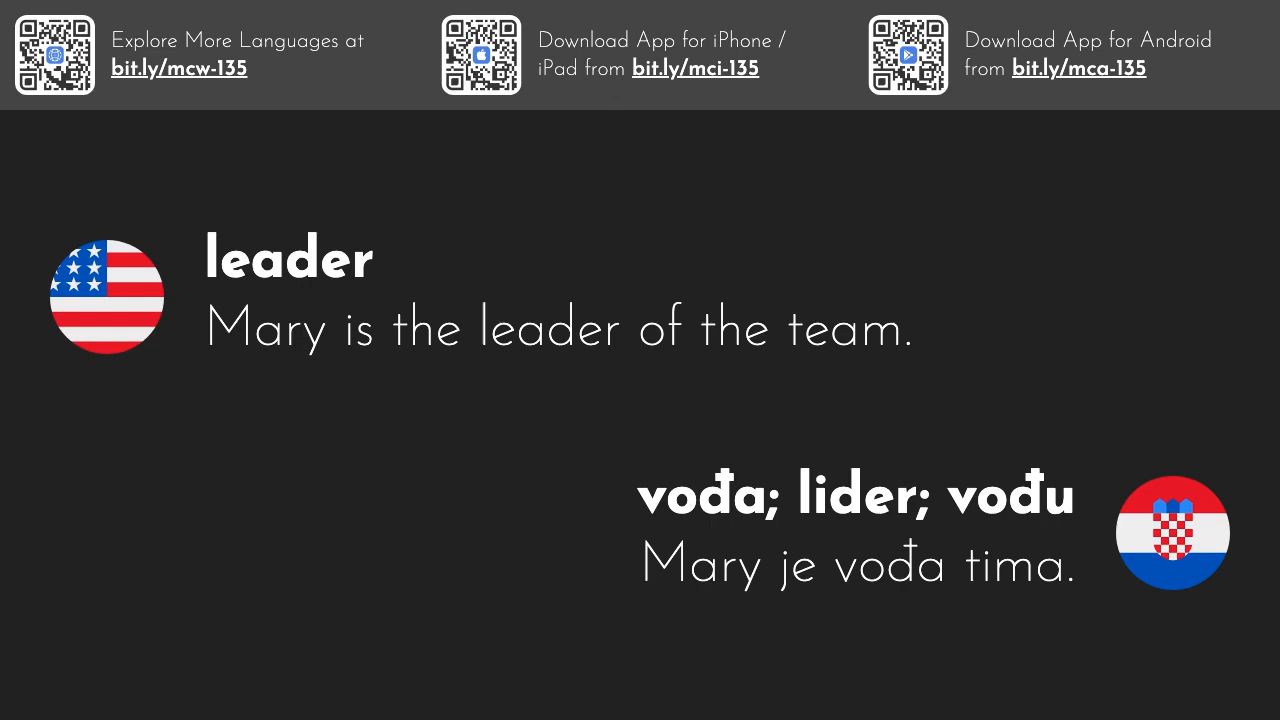 Explore More Languages at
bit.ly/mcw-135
Download App for iPhone /
iPad from bit.ly/mci-135
Download App for Android
from bit.ly/mca-135
leader
Mary is the leader of the team.
vođa; lider; vođu
Mary je vođa tima.